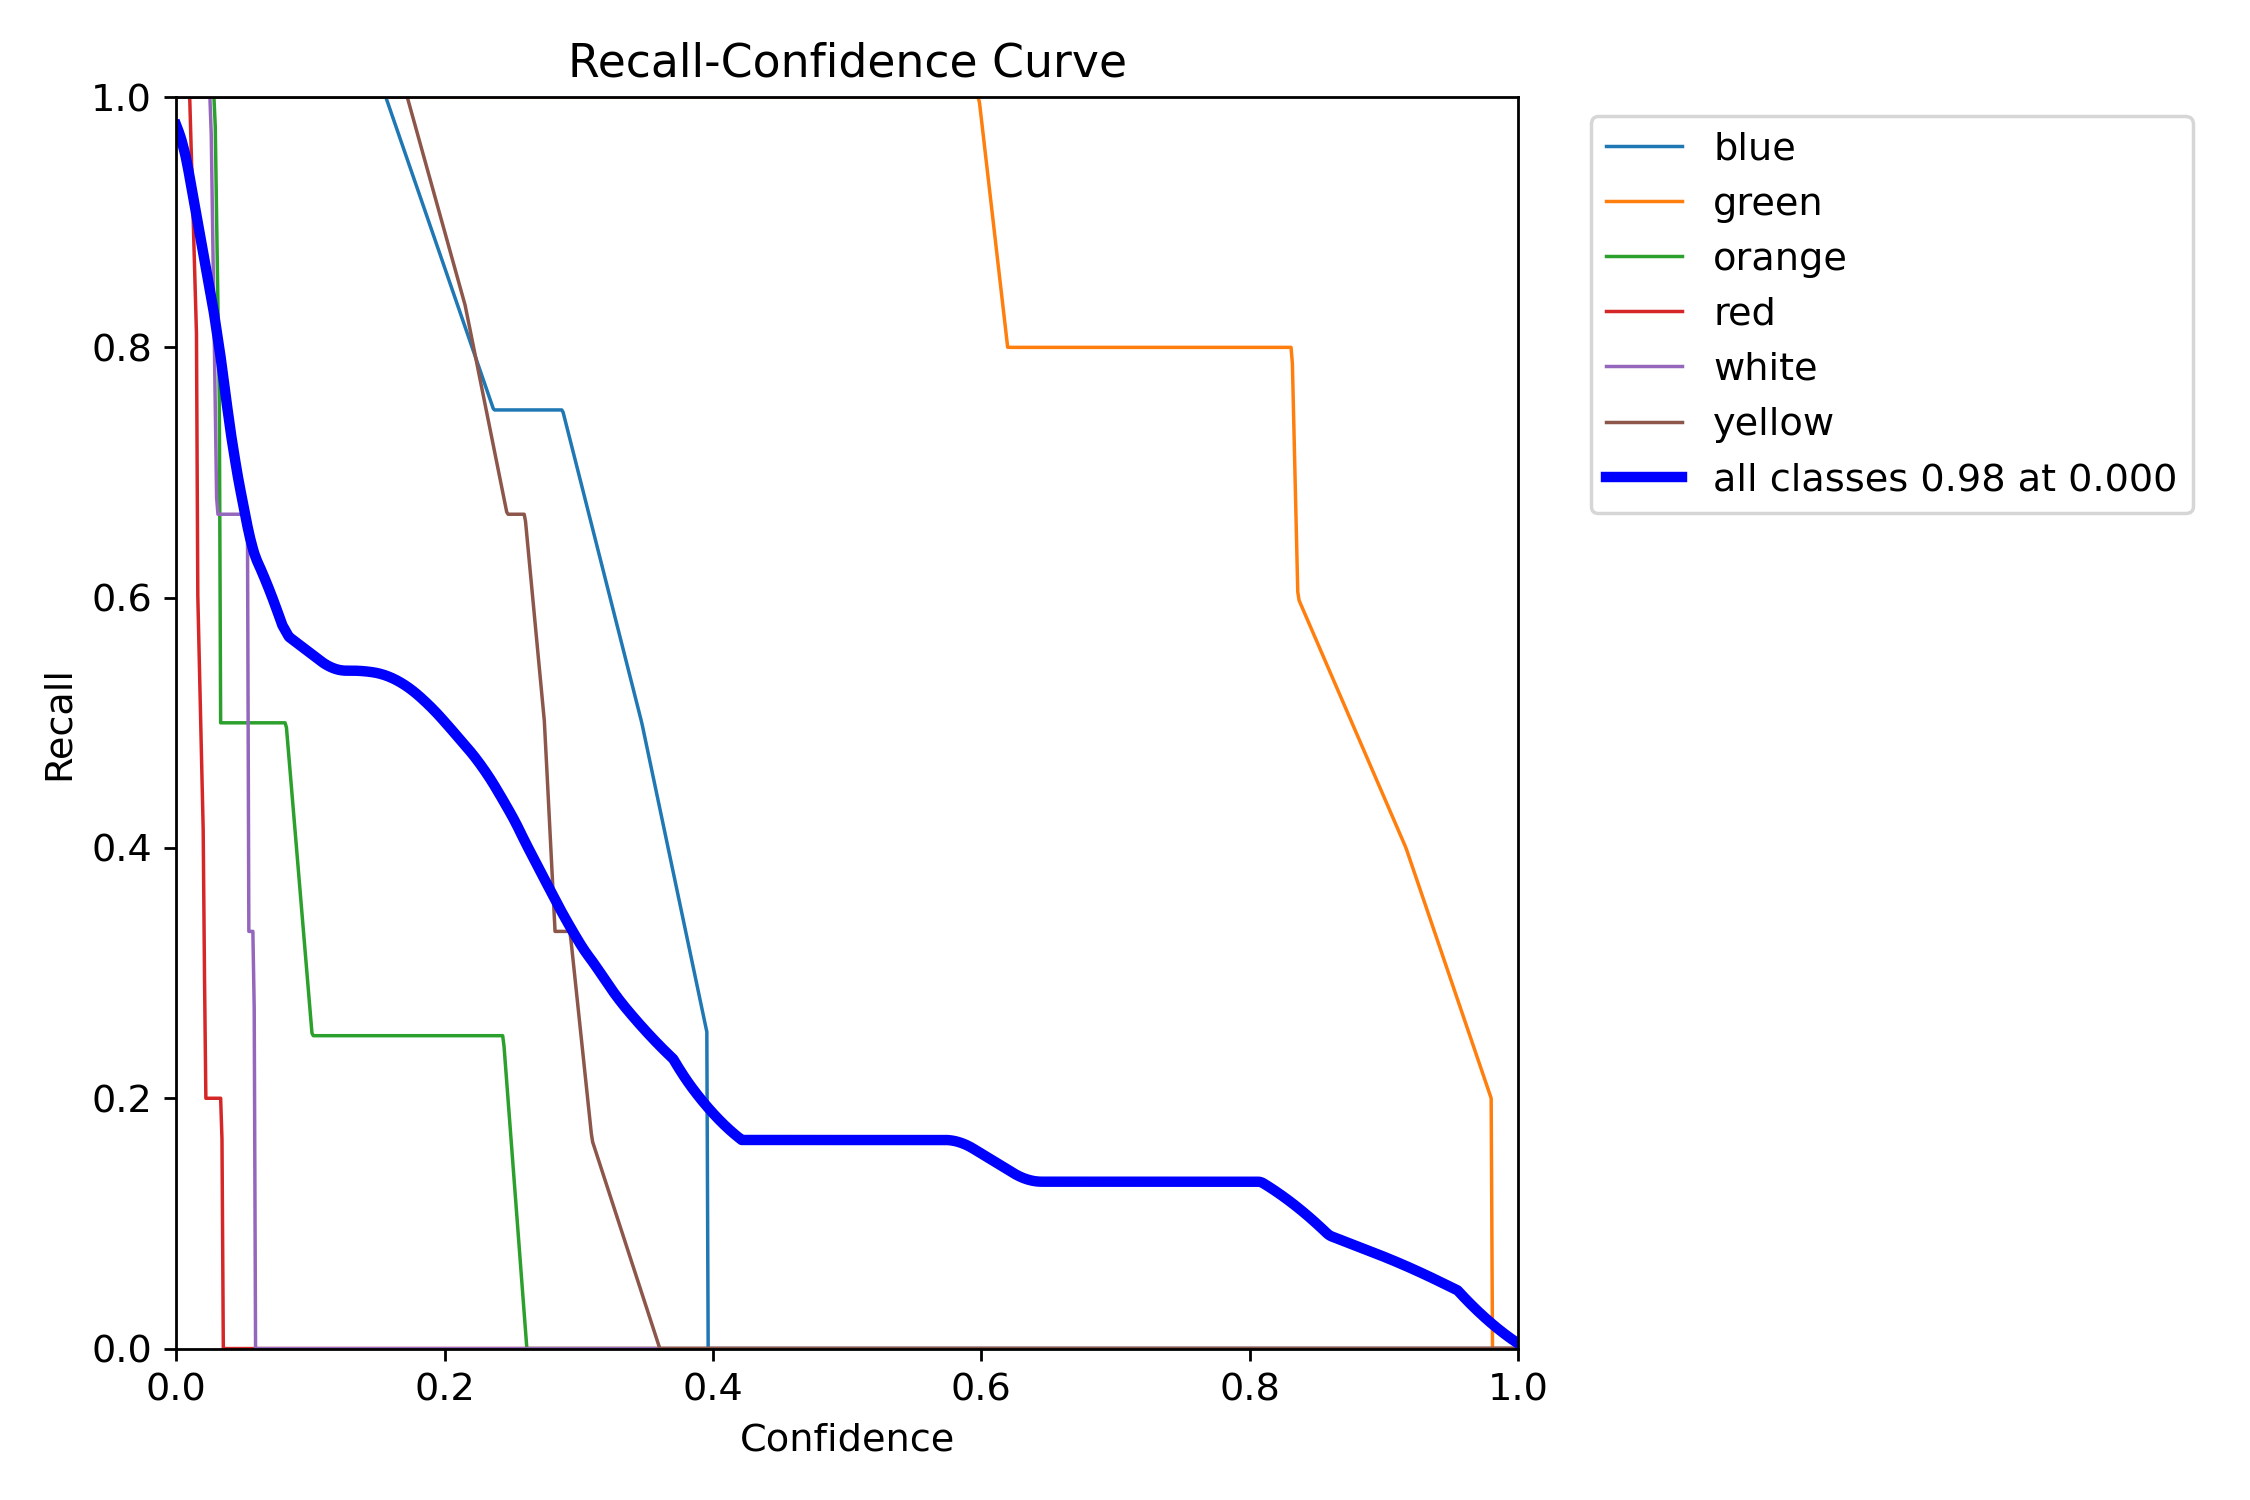 Recall-Confidence Curve
1.0
0.8
0.6
0.4
0.2
0.0
Recall
0.0 0.2 0.4 0.6 0.8 1.0
Confidence
blue
green
orange
red
white
yellow
all classes 0.98 at 0.000